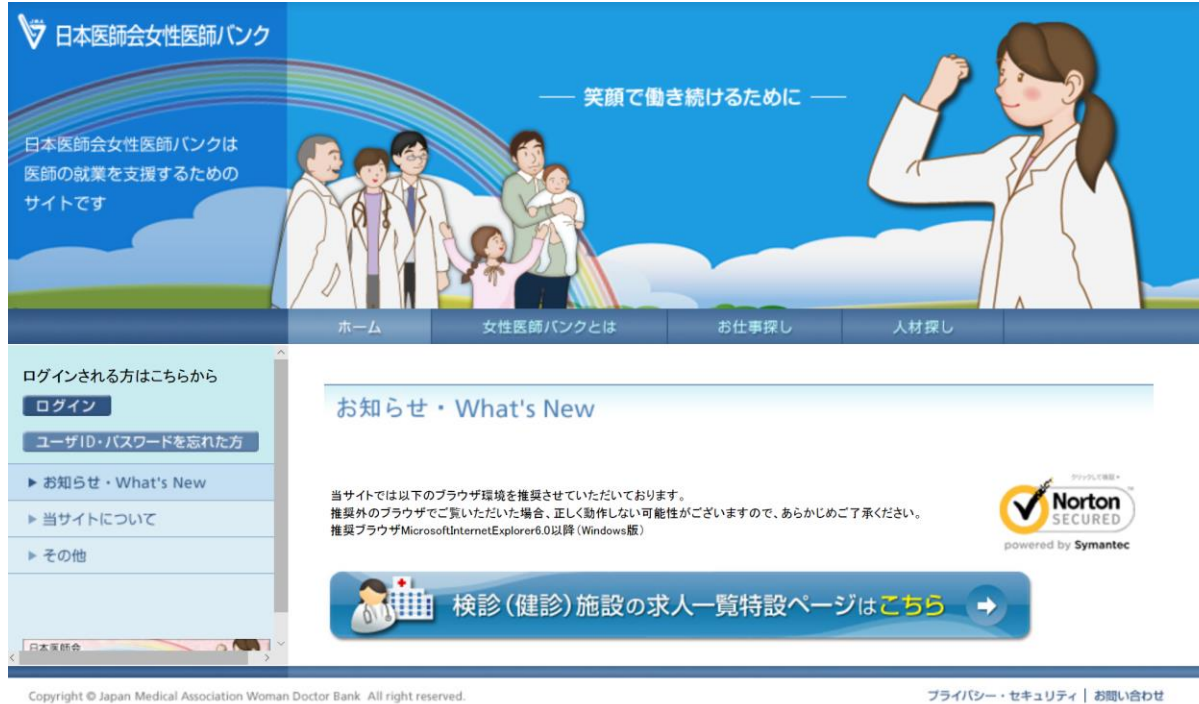 JMA
日本医師会女性医師バンク
笑顔で働き続けるために
日本医師会女性医師バンクは
医師の就業を支援するための
サイトです
ホーム
女性医師バンクとは
お仕事探し
人材探し
ログインされる方はこちらから
ログイン
ユーザID・パスワードを忘れた方
お知らせ・What's New
当サイトについて
その他
日本医師会
お知らせ・What's New
当サイトでは以下のブラウザ環境を推奨させていただいております。
推奨外のブラウザでご覧いただいた場合、正しく動作しない可能性がございますので、あらかじめご了承ください。
推奨ブラウザMicrosoftInternetExplorer6.0以降(Windows版)
クリックして検証
Norton
SECURED
powered by Symantec
検診(健診)施設の求人一覧特設ページはこちら
Copyright © Japan Medical Association Woman Doctor Bank All right reserved.
プライバシー・セキュリティ | お問い合わせ